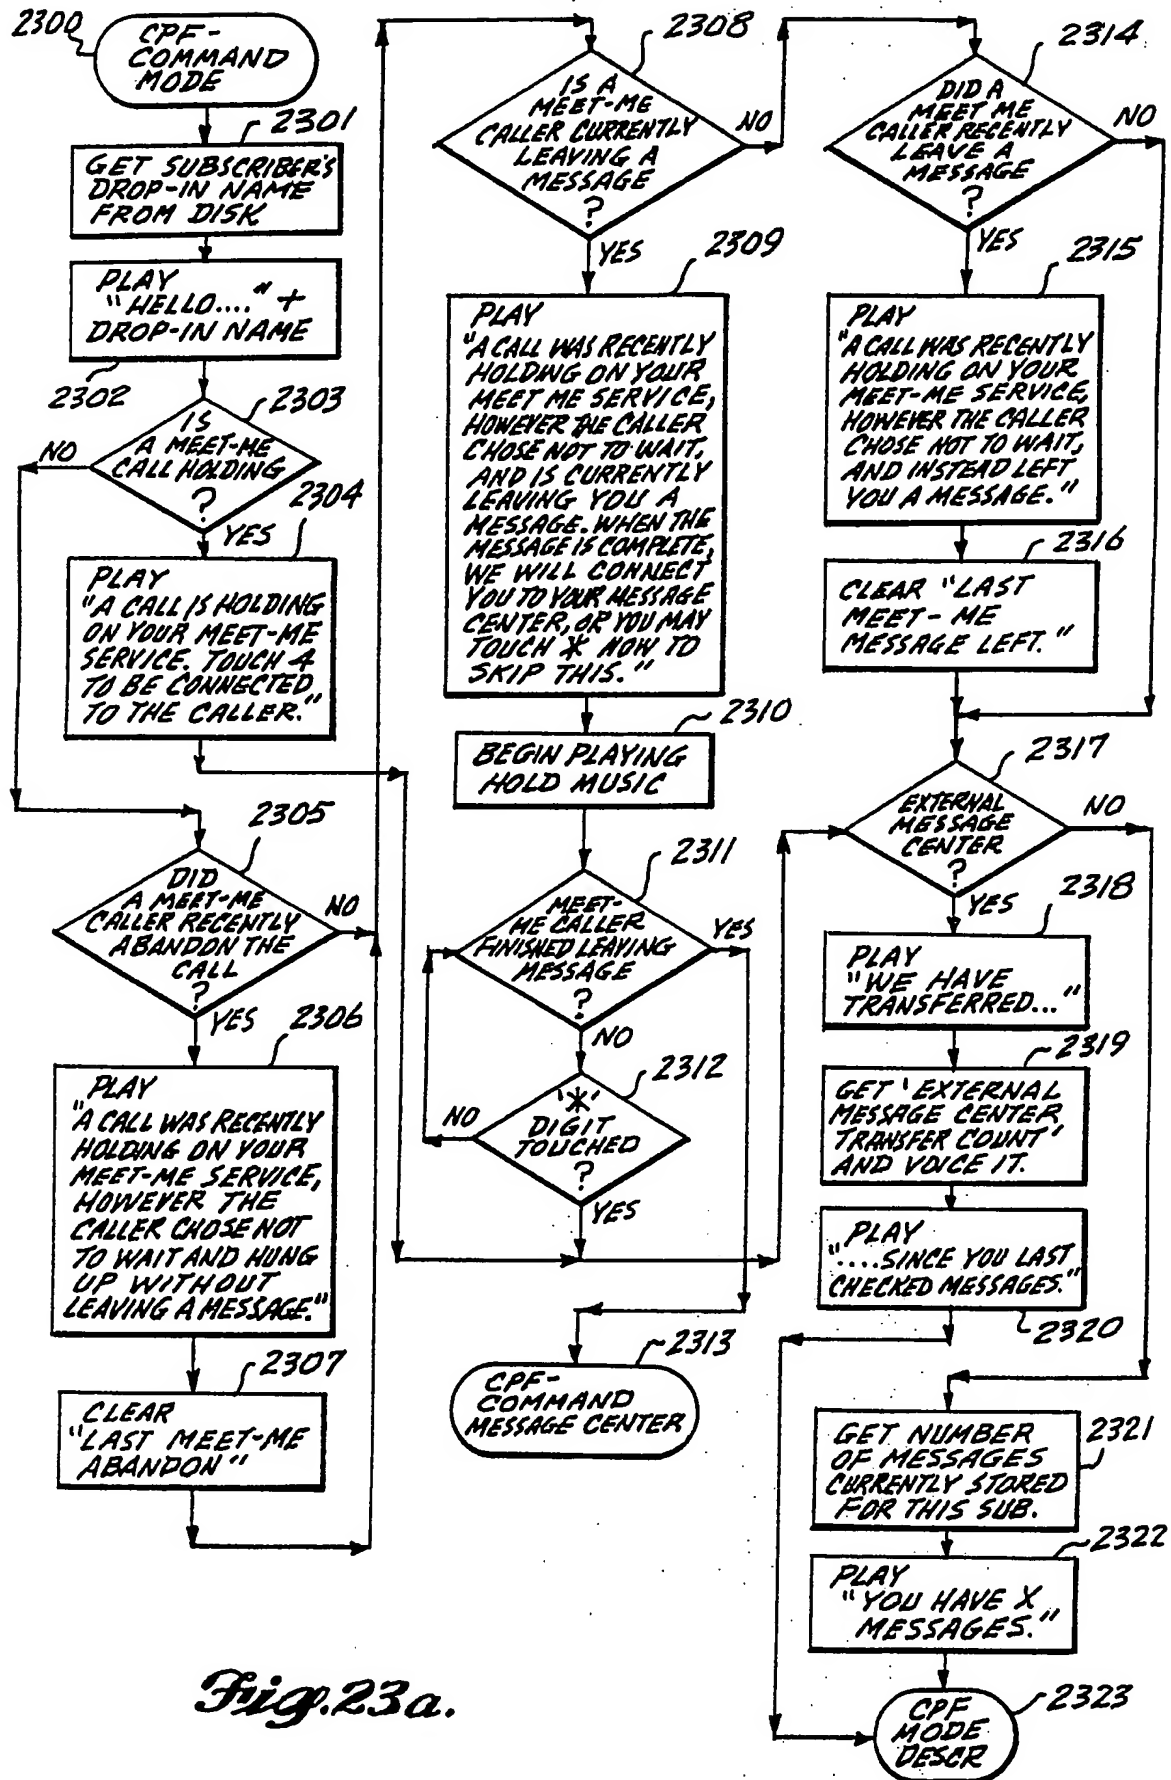 2300
CPF-
COMMAND
MODE
2301
GET SUBSCRIBER'S
DROP-IN NAME
FROM DISK
PLAY
"HELLO...." +
DROP-IN NAME
2302
2303
IS
A MEET-ME
CALL HOLDING
?
NO
YES
2304
PLAY
"A CALL IS HOLDING
ON YOUR MEET-ME
SERVICE. TOUCH 4
TO BE CONNECTED
TO THE CALLER."
2305
DID
A MEET-ME
CALLER RECENTLY
ABANDON THE
CALL
?
NO
YES
2306
PLAY
"A CALL WAS RECENTLY
HOLDING ON YOUR
MEET-ME SERVICE,
HOWEVER THE
CALLER CHOSE NOT
TO WAIT AND HUNG
UP WITHOUT
LEAVING A MESSAGE."
2307
CLEAR
"LAST MEET-ME
ABANDON"
2308
IS A
MEET-ME
CALLER CURRENTLY
LEAVING A
MESSAGE
?
NO
YES
2309
PLAY
"A CALL WAS RECENTLY
HOLDING ON YOUR
MEET ME SERVICE,
HOWEVER THE CALLER
CHOSE NOT TO WAIT,
AND IS CURRENTLY
LEAVING YOU A
MESSAGE. WHEN THE
MESSAGE IS COMPLETE,
WE WILL CONNECT
YOU TO YOUR MESSAGE
CENTER, OR YOU MAY
TOUCH * NOW TO
SKIP THIS."
2310
BEGIN PLAYING
HOLD MUSIC
2311
MEET-
ME CALLER
FINISHED LEAVING
MESSAGE
?
YES
NO
2312
'*'
DIGIT
TOUCHED
?
NO
YES
2313
CPF-
COMMAND
MESSAGE CENTER
2314
DID A
MEET ME
CALLER RECENTLY
LEAVE A
MESSAGE
?
NO
YES
2315
PLAY
"A CALL WAS RECENTLY
HOLDING ON YOUR
MEET-ME SERVICE,
HOWEVER THE CALLER
CHOSE NOT TO WAIT,
AND INSTEAD LEFT
YOU A MESSAGE."
2316
CLEAR "LAST
MEET-ME
MESSAGE LEFT."
2317
EXTERNAL
MESSAGE
CENTER
?
NO
YES
2318
PLAY
"WE HAVE
TRANSFERRED..."
2319
GET 'EXTERNAL
MESSAGE CENTER
TRANSFER COUNT'
AND VOICE IT.
PLAY
"....SINCE YOU LAST
CHECKED MESSAGES."
2320
GET NUMBER
OF MESSAGES
CURRENTLY STORED
FOR THIS SUB.
2321
2322
PLAY
"YOU HAVE X
MESSAGES."
2323
CPF
MODE
DESCR
Fig. 23a.